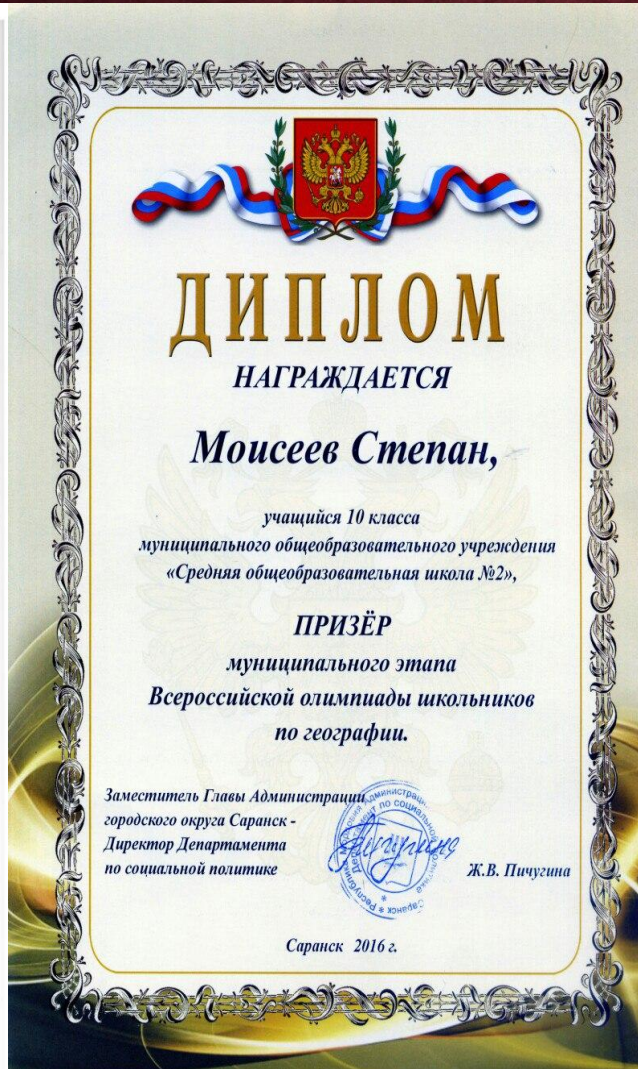 ДИПЛОМ
НАГРАЖДАЕТСЯ
Моисеев Степан,
учащийся 10 класса
муниципального общеобразовательного учреждения
«Средняя общеобразовательная школа №2»,
ПРИЗЁР
муниципального этапа
Всероссийской олимпиады школьников
по географии.
Заместитель Главы Администрации
городского округа Саранск -
Директор Департамента
по социальной политике
Ж.В. Пичугина
Саранск 2016 г.